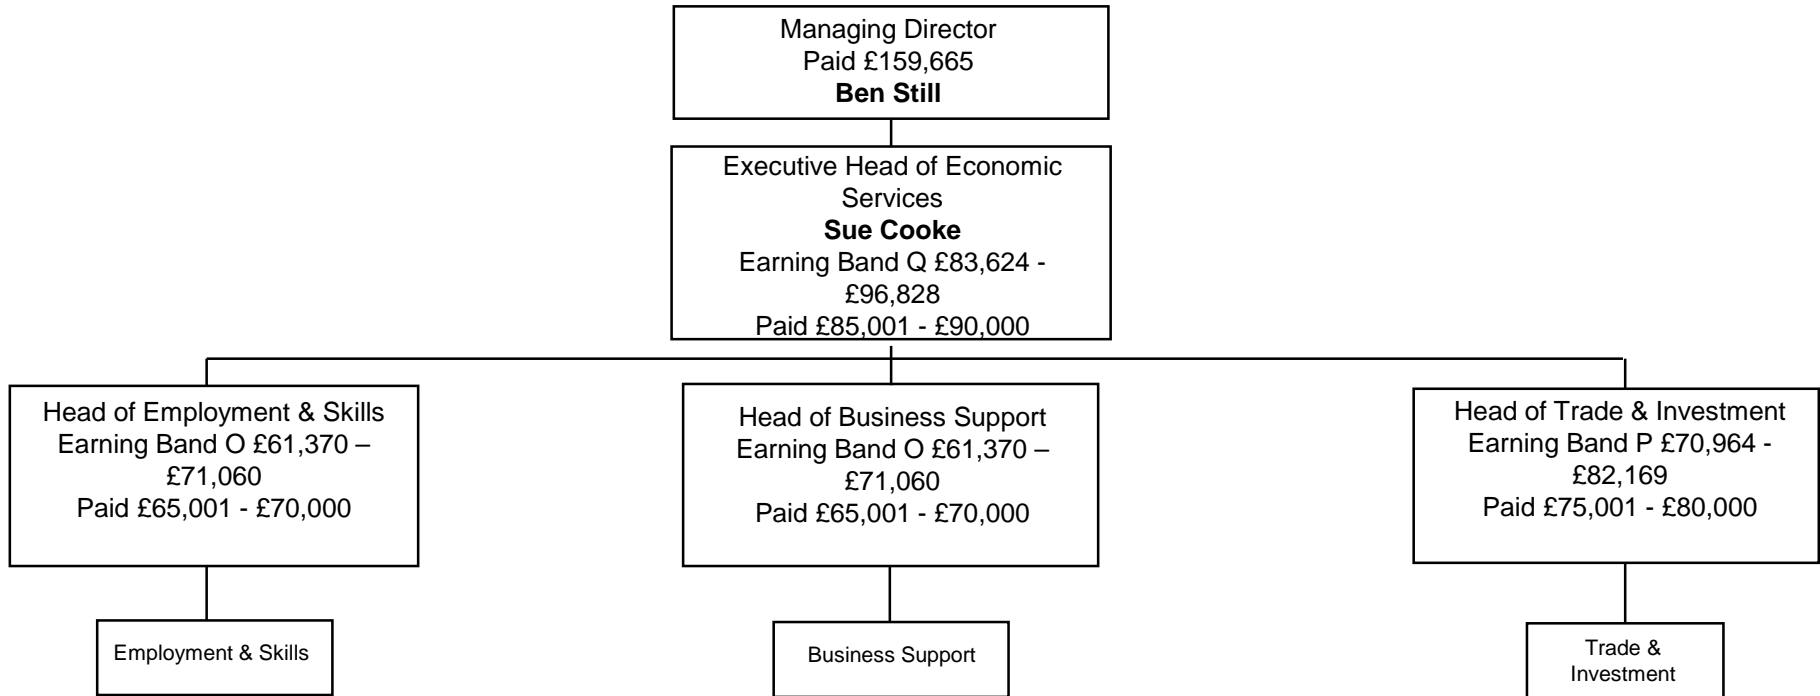 Managing Director
Paid £159,665
Ben Still
Executive Head of Economic
Services
Sue Cooke
Earning Band Q £83,624 -
£96,828
Paid £85,001 - £90,000
Head of Employment & Skills
Earning Band O £61,370 –
£71,060
Paid £65,001 - £70,000
Head of Business Support
Earning Band O £61,370 –
£71,060
Paid £65,001 - £70,000
Head of Trade & Investment
Earning Band P £70,964 -
£82,169
Paid £75,001 - £80,000
Employment & Skills
Business Support
Trade &
Investment